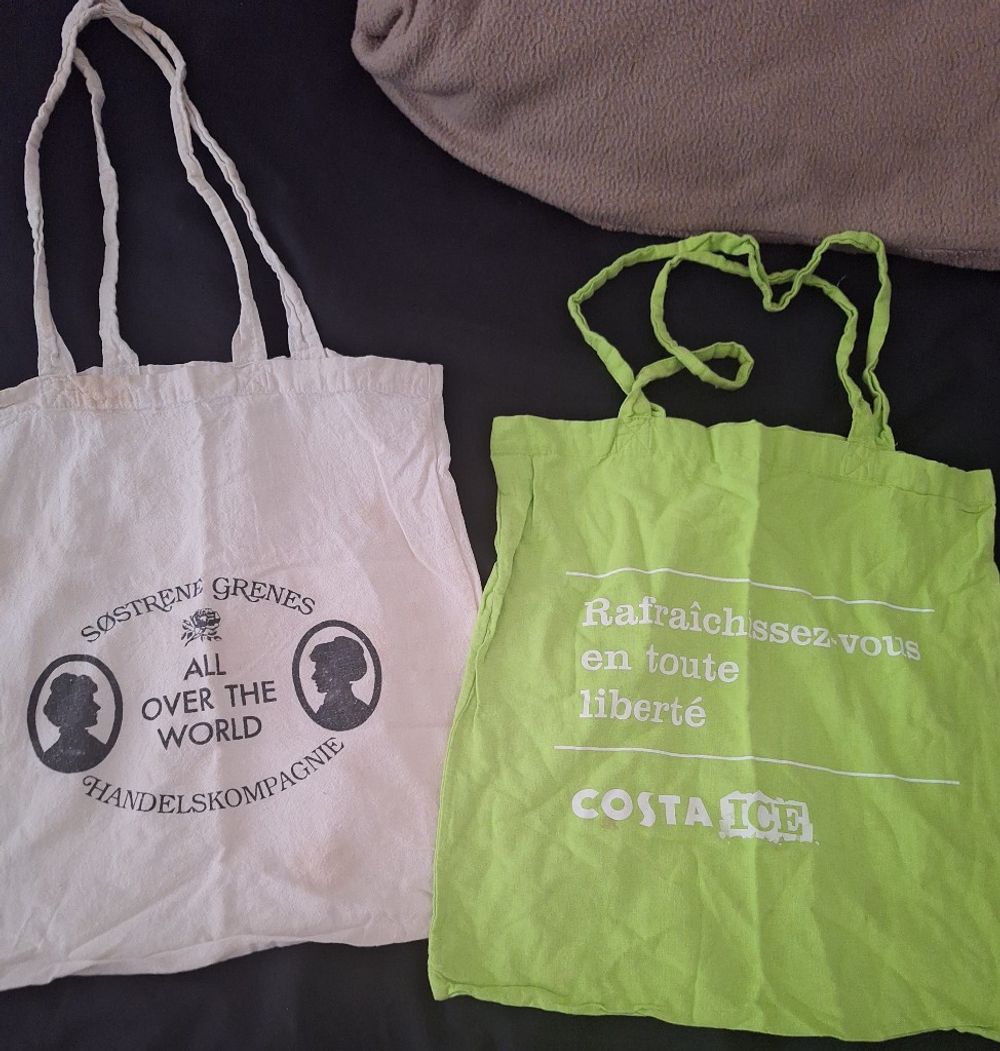 SØSTRENE GRENES
ALL
OVER THE
WORLD
HANDELSKOMPAGNIE
Rafraîchissez-vous
en toute
liberté
COSTA ICE